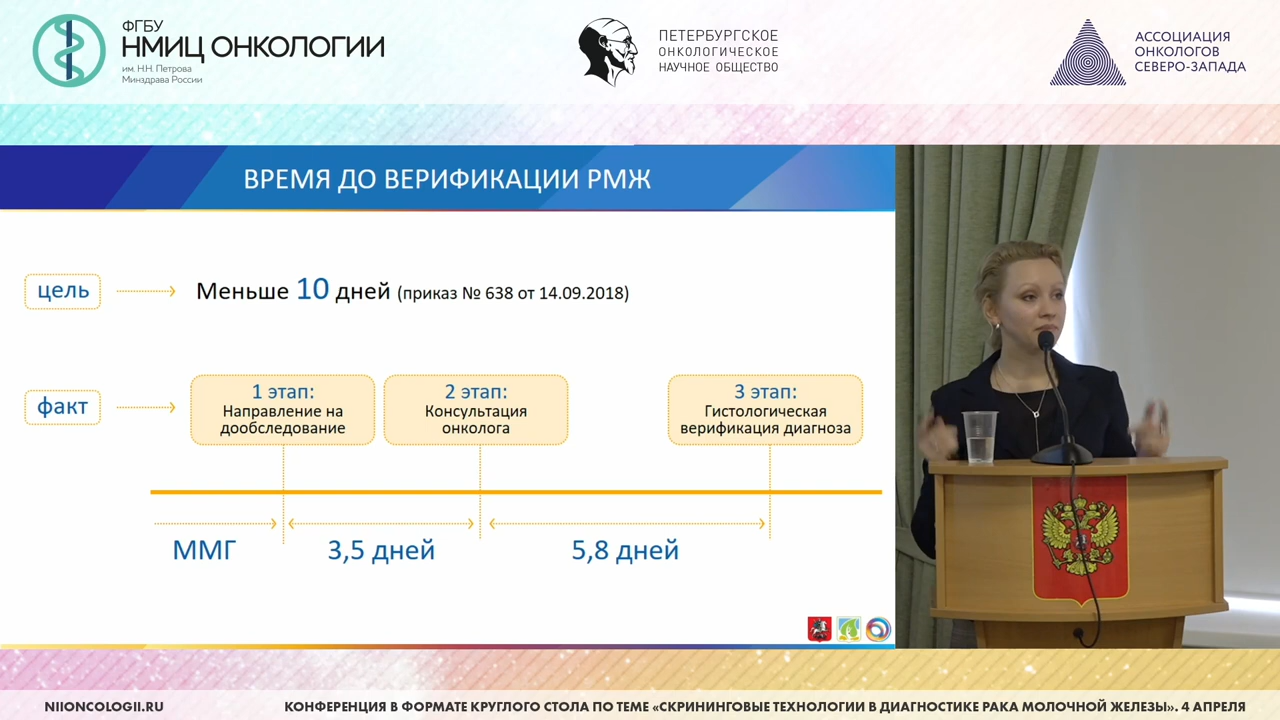 ФГБУ
НМИЦ ОНКОЛОГИИ
им. Н.Н. Петрова
Минздрава России
ПЕТЕРБУРГСКОЕ
ОНКОЛОГИЧЕСКОЕ
НАУЧНОЕ ОБЩЕСТВО
АССОЦИАЦИЯ
ОНКОЛОГОВ
СЕВЕРО-ЗАПАДА
ВРЕМЯ ДО ВЕРИФИКАЦИИ РМЖ
цель
Меньше 10 дней (приказ № 638 от 14.09.2018)
факт
1 этап:
Направление на
дообследование
2 этап:
Консультация
онколога
3 этап:
Гистологическая
верификация диагноза
ММГ
3,5 дней
5,8 дней
NIIONCOLOGII.RU
КОНФЕРЕНЦИЯ В ФОРМАТЕ КРУГЛОГО СТОЛА ПО ТЕМЕ «СКРИНИНГОВЫЕ ТЕХНОЛОГИИ В ДИАГНОСТИКЕ РАКА МОЛОЧНОЙ ЖЕЛЕЗЫ». 4 АПРЕЛЯ